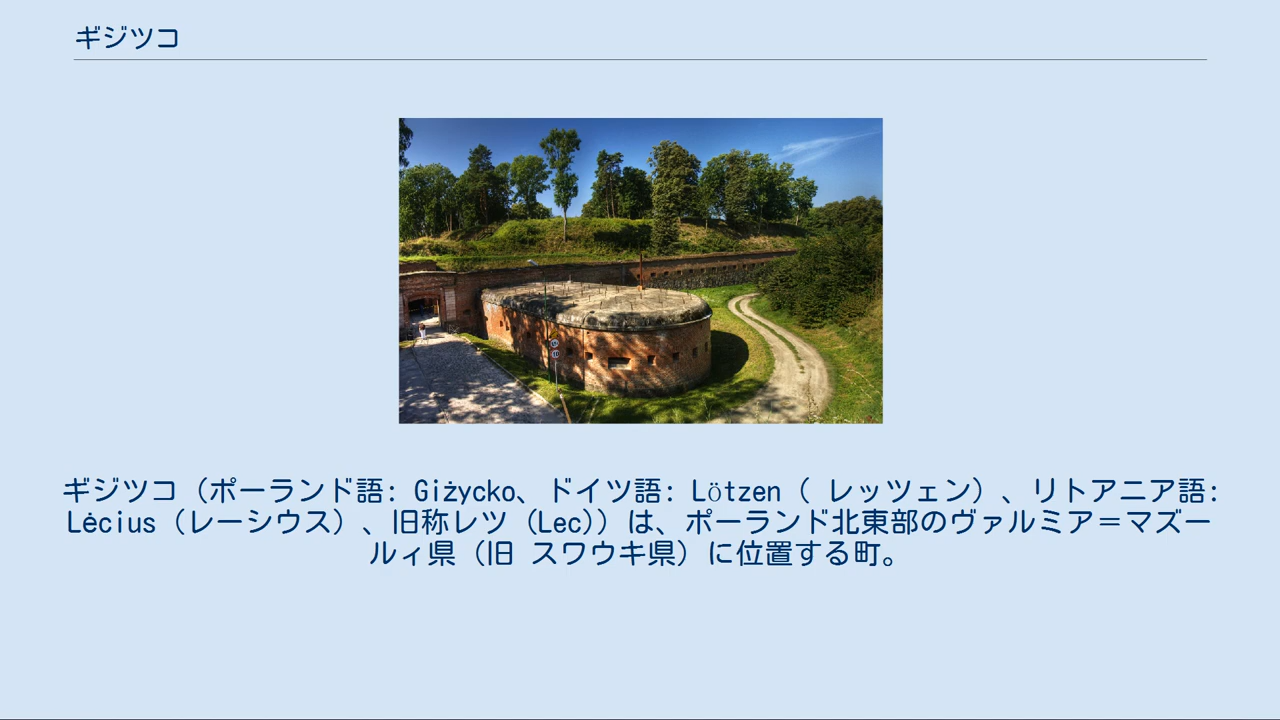 ギジツコ
ギジツコ（ポーランド語: Giżycko、ドイツ語: Lötzen（ レッツェン）、リトアニア語:
Lėcius（レーシウス）、旧称レツ（Lec)）は、ポーランド北東部のヴァルミア＝マズー
ルィ県（旧 スワウキ県）に位置する町。